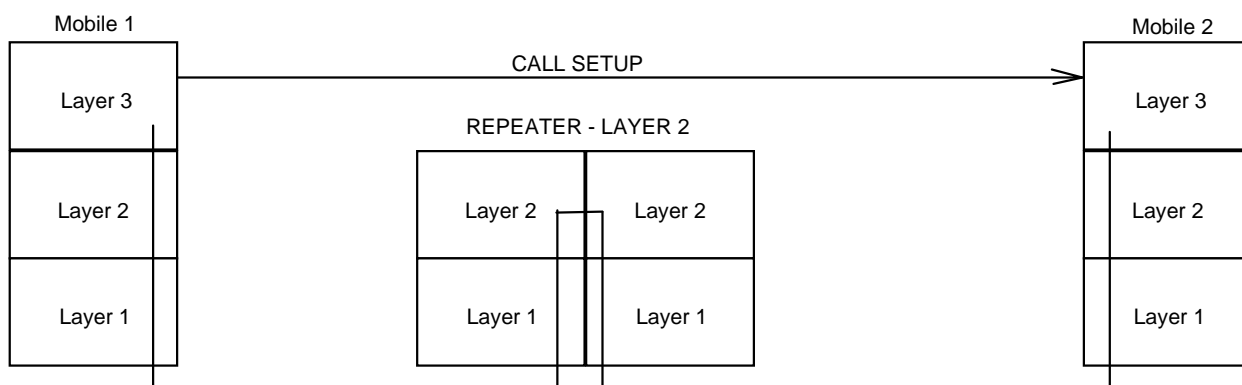 Mobile 1
Mobile 2
CALL SETUP
Layer 3
Layer 3
REPEATER - LAYER 2
Layer 2
Layer 2
Layer 2
Layer 2
Layer 1
Layer 1
Layer 1
Layer 1